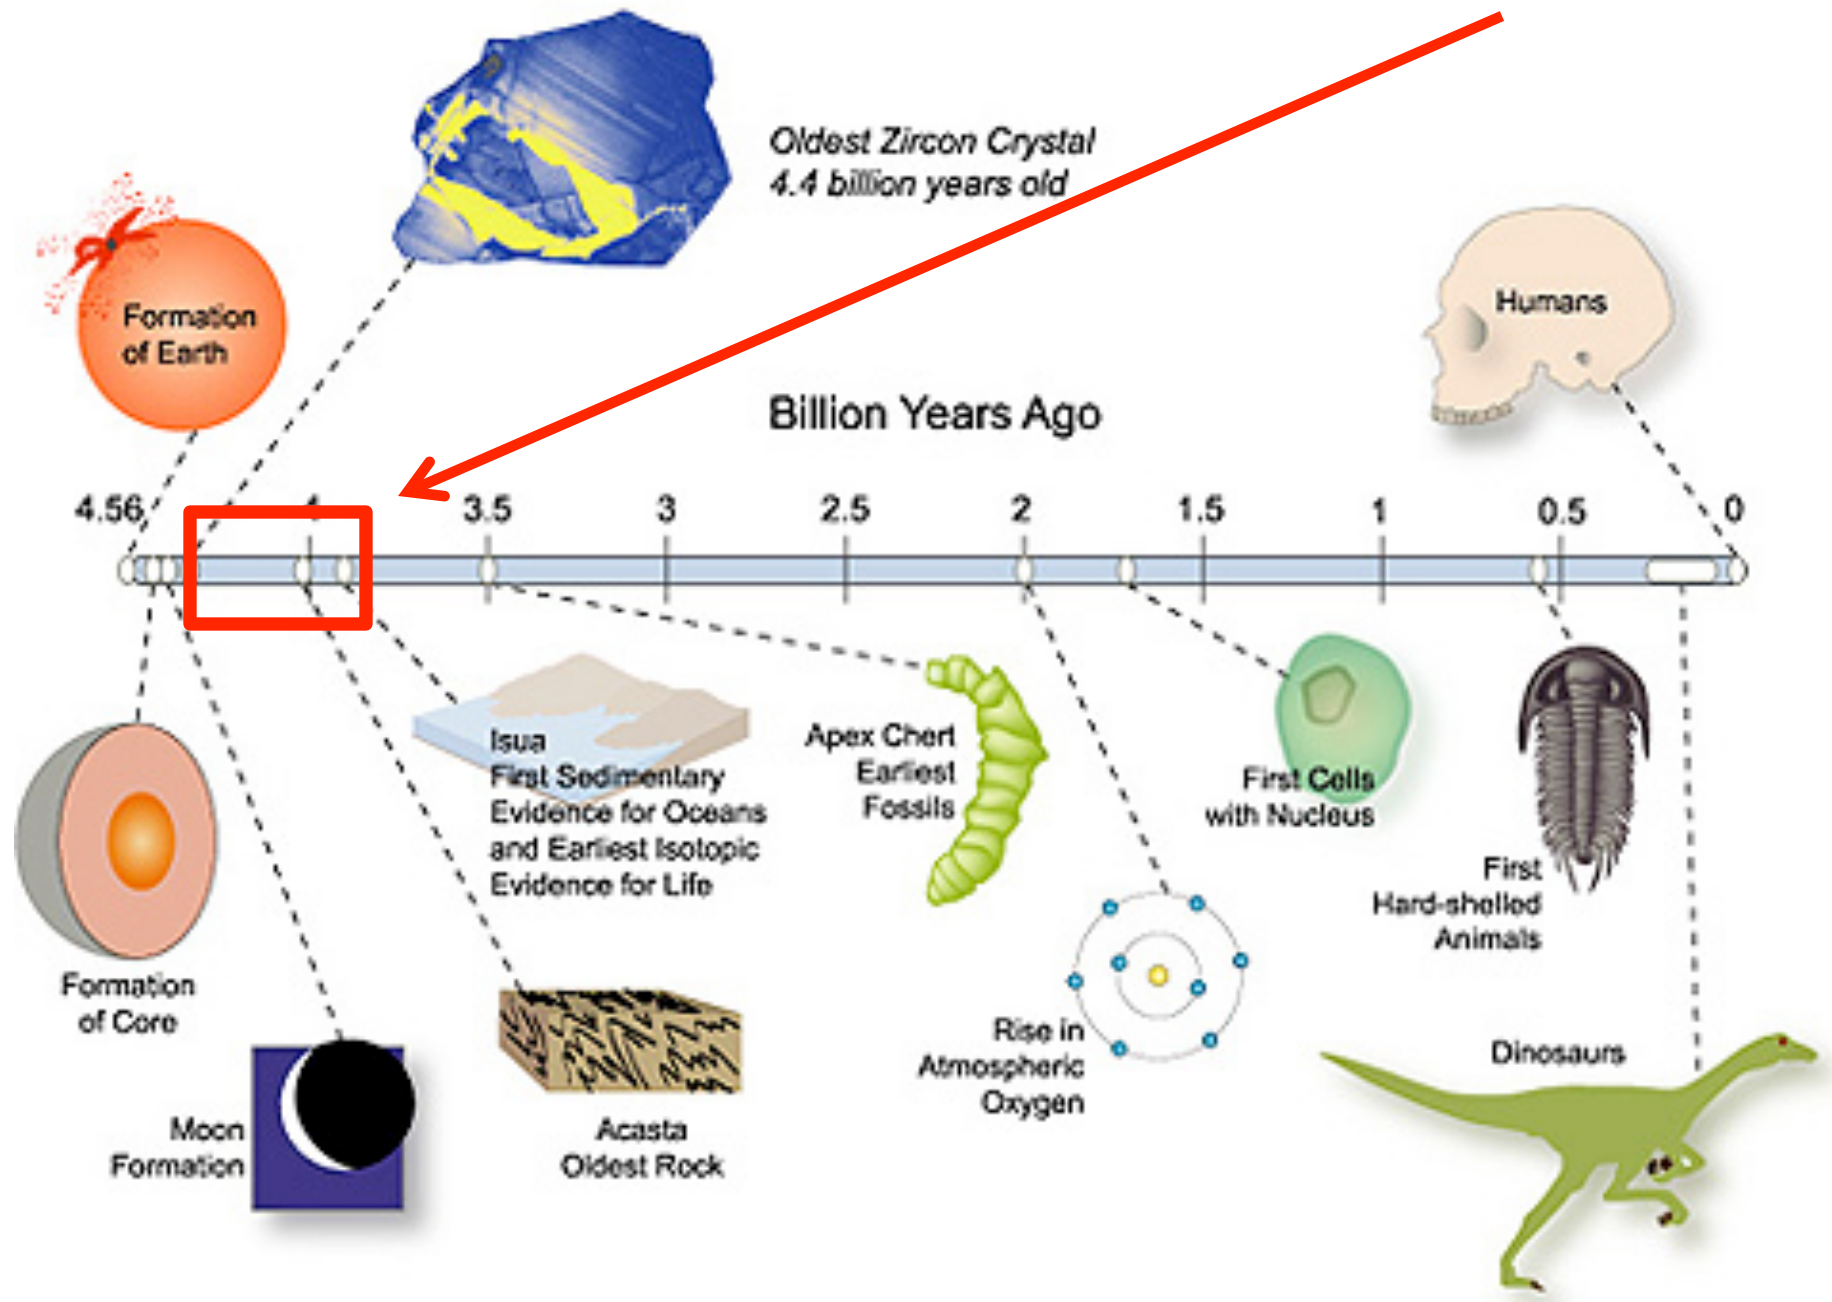 Oldest Zircon Crystal
4.4 billion years old
Formation
of Earth
Humans
Billion Years Ago
4.56 4 3.5 3 2.5 2 1.5 1 0.5 0
Isua
First Sedimentary
Evidence for Oceans
and Earliest Isotopic
Evidence for Life
Apex Chert
Earliest
Fossils
First Cells
with Nucleus
First
Hard-shelled
Animals
Formation
of Core
Moon
Formation
Acasta
Oldest Rock
Rise in
Atmospheric
Oxygen
Dinosaurs